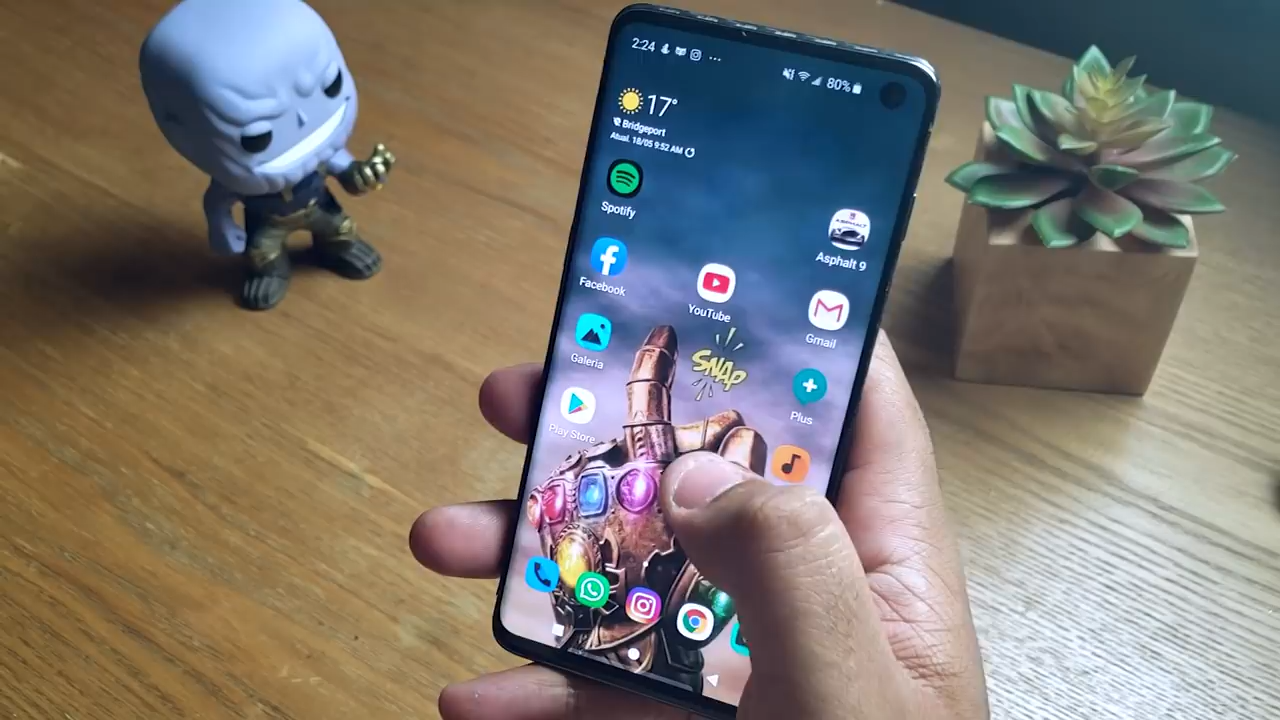 2:24
80%
17°
Bridgeport
Atual. 18/05 9:52 AM
Spotify
ASPHALT
Asphalt 9
Facebook
YouTube
Gmail
Galeria
SNAP
Plus
Play Store